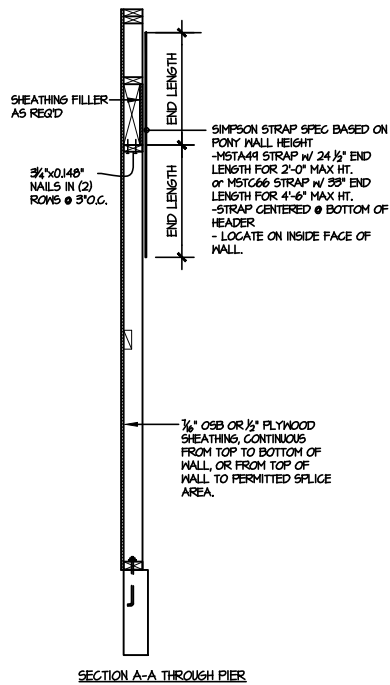 SHEATHING FILLER
AS REQ'D
3¼"x0.148"
NAILS IN (2)
ROWS @ 3"O.C.
END LENGTH
END LENGTH
SIMPSON STRAP SPEC BASED ON
PONY WALL HEIGHT
-MSTA49 STRAP W/ 24 ½" END
LENGTH FOR 2'-0" MAX HT.
or MSTC66 STRAP W/ 33" END
LENGTH FOR 4'-6" MAX HT.
-STRAP CENTERED @ BOTTOM OF
HEADER
- LOCATE ON INSIDE FACE OF
WALL.
7/16" OSB OR ½" PLYWOOD
SHEATHING, CONTINUOUS
FROM TOP TO BOTTOM OF
WALL, OR FROM TOP OF
WALL TO PERMITTED SPLICE
AREA.
SECTION A-A THROUGH PIER